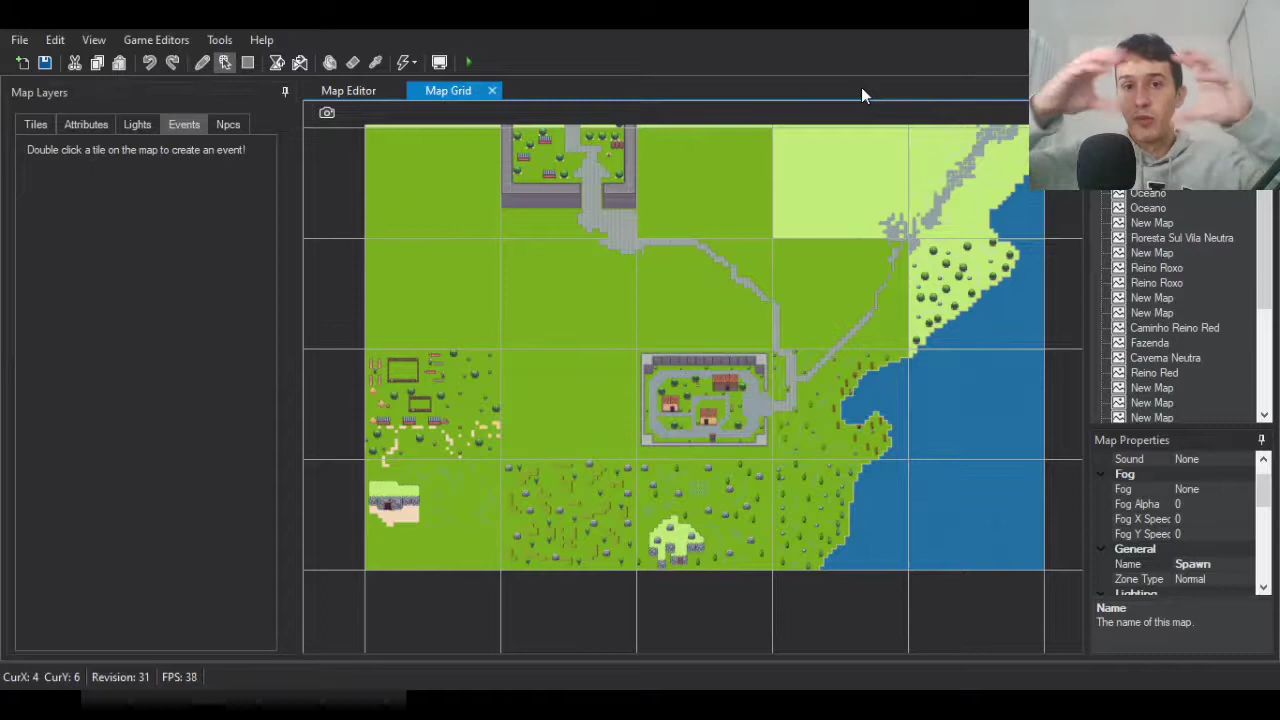 File Edit View Game Editors Tools Help
Map Layers
Map Editor Map Grid
Tiles Attributes Lights Events Npcs
Double click a tile on the map to create an event!
Oceano
Oceano
New Map
Floresta Sul Vila Neutra
New Map
Reino Roxo
Reino Roxo
New Map
New Map
Caminho Reino Red
Fazenda
Caverna Neutra
Reino Red
New Map
New Map
New Map
Map Properties
Sound None
Fog
Fog None
Fog Alpha 0
Fog X Speec 0
Fog Y Speec 0
General
Name Spawn
Zone Type Normal
Lighting
Name
The name of this map.
CurX: 4 CurY: 6 Revision: 31 FPS: 38